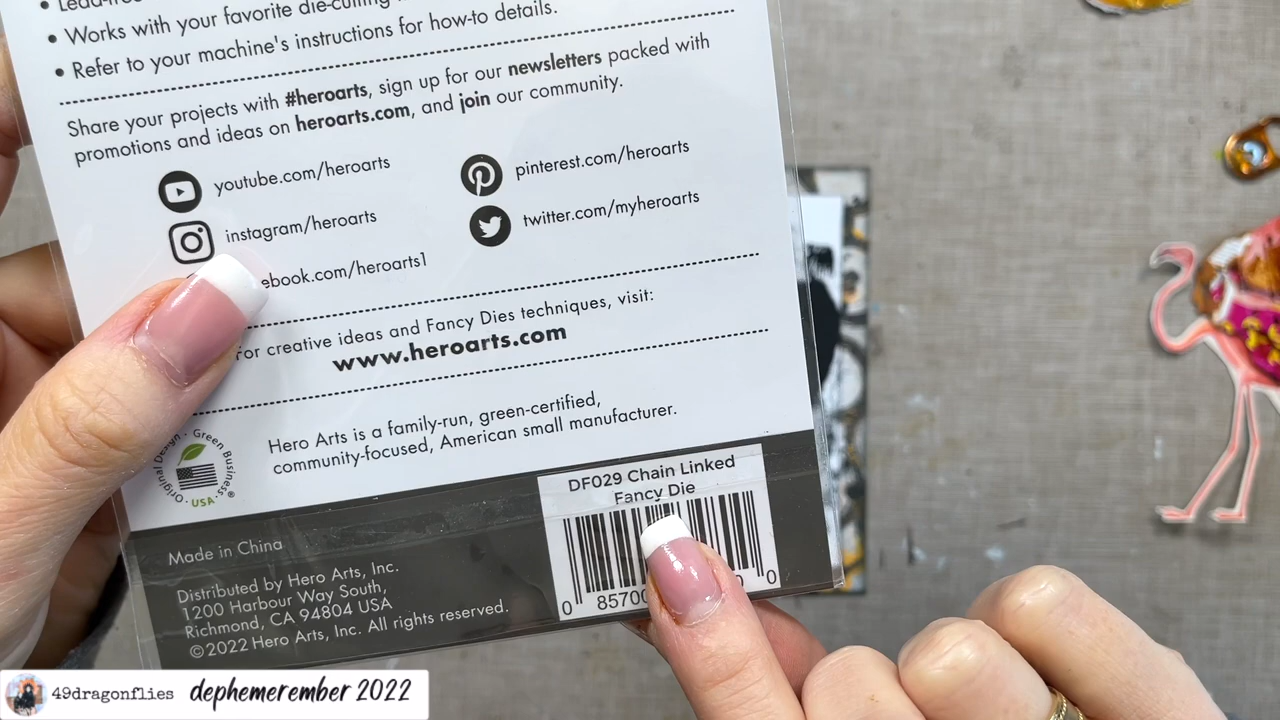 • Lead-free
• Works with your favorite die-cutting
• Refer to your machine's instructions for how-to details.
Share your projects with #heroarts, sign up for our newsletters packed with
promotions and ideas on heroarts.com, and join our community.
youtube.com/heroarts
pinterest.com/heroarts
instagram/heroarts
twitter.com/myheroarts
ebook.com/heroarts1
For creative ideas and Fancy Dies techniques, visit:
www.heroarts.com
Hero Arts is a family-run, green-certified,
community-focused, American small manufacturer.
Original Design · Green Business ·
USA
DF029 Chain Linked
Fancy Die
0 8570 0 0
Made in China
Distributed by Hero Arts, Inc.
1200 Harbour Way South,
Richmond, CA 94804 USA
©2022 Hero Arts, Inc. All rights reserved.
49dragonflies dephemerember 2022